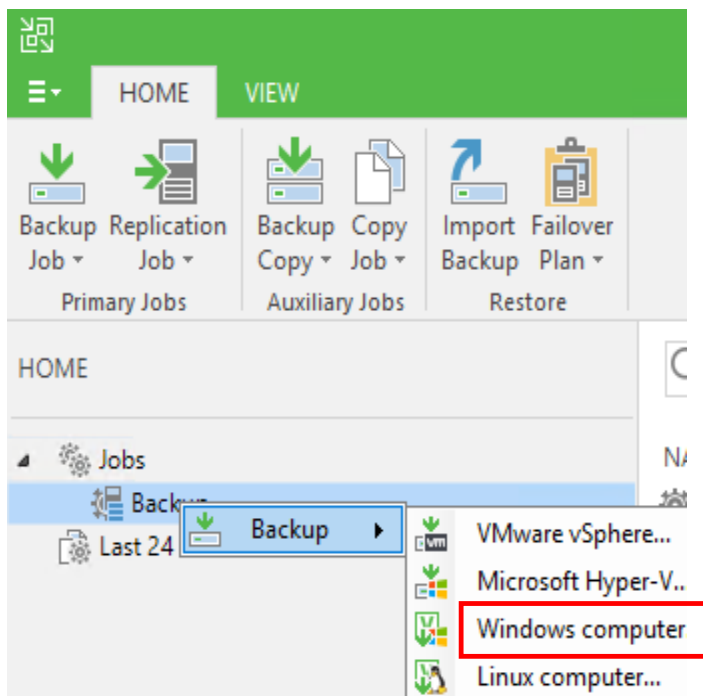 HOME VIEW
Backup Replication Backup Copy Import Failover
Job Job Copy Job Backup Plan
Primary Jobs Auxiliary Jobs Restore
HOME
Jobs
Backup
Last 24
Backup
VMware vSphere...
Microsoft Hyper-V..
Windows computer
Linux computer...